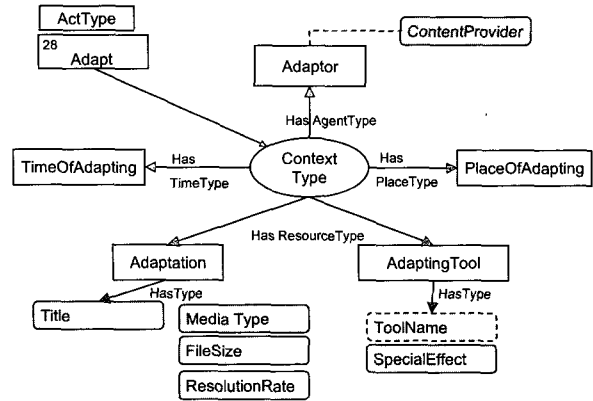 ActType
28
Adapt
ContentProvider
Adaptor
Has AgentType
TimeOfAdapting
Has
TimeType
Context
Type
Has
PlaceType
PlaceOfAdapting
Has ResourceType
Adaptation
AdaptingTool
HasType
HasType
Title
Media Type
FileSize
ResolutionRate
ToolName
SpecialEffect